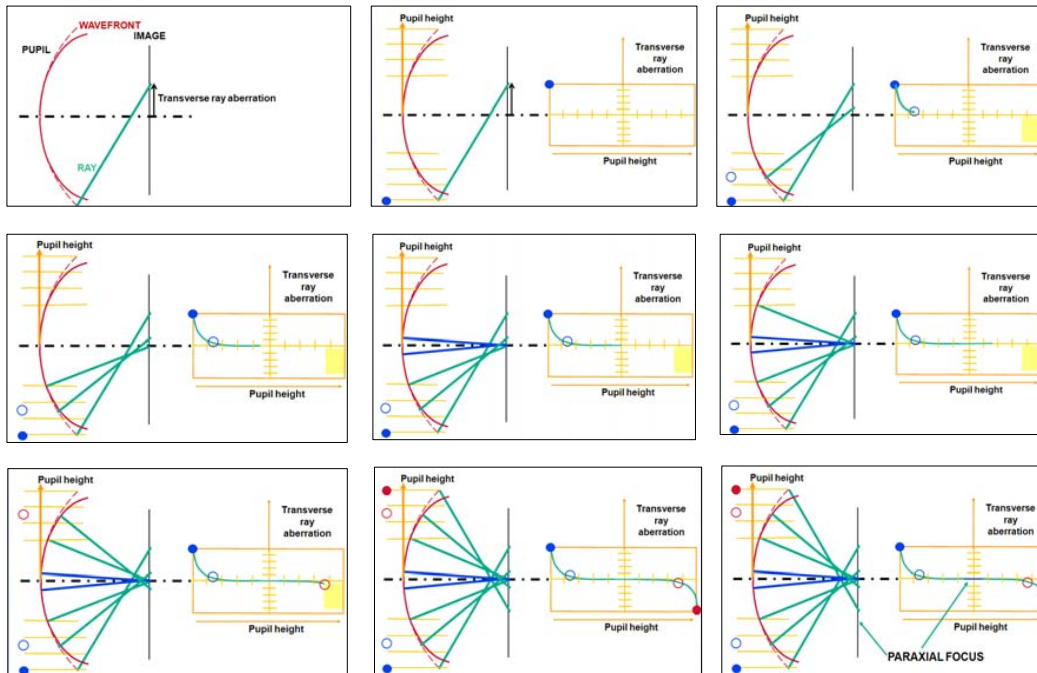 WAVEFRONT
PUPIL
IMAGE
Transverse ray aberration
RAY
Pupil height
Transverse
ray
aberration
Pupil height
Pupil height
Transverse
ray
aberration
Pupil height
Pupil height
Transverse
ray
aberration
Pupil height
Pupil height
Transverse
ray
aberration
Pupil height
Pupil height
Transverse
ray
aberration
Pupil height
Pupil height
Transverse
ray
aberration
Pupil height
Pupil height
Transverse
ray
aberration
Pupil height
Pupil height
Transverse
ray
aberration
Pupil height
PARAXIAL FOCUS